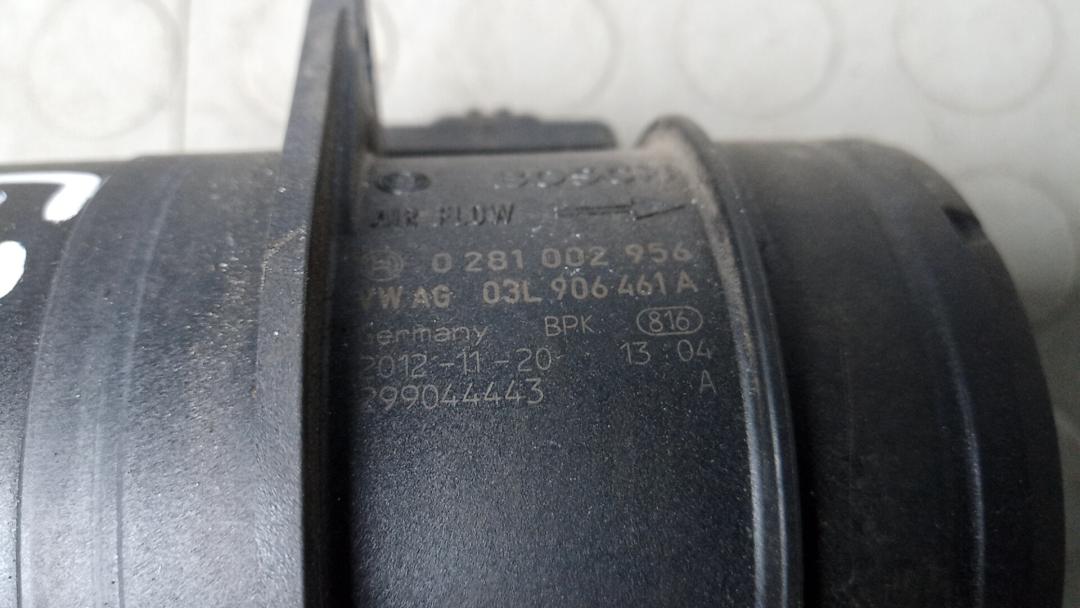 BOSCH
AIR FLOW
0 281 002 956
VW AG 03L 906 461 A
Germany BPK 816
2012-11-20 13:04
A
299044443